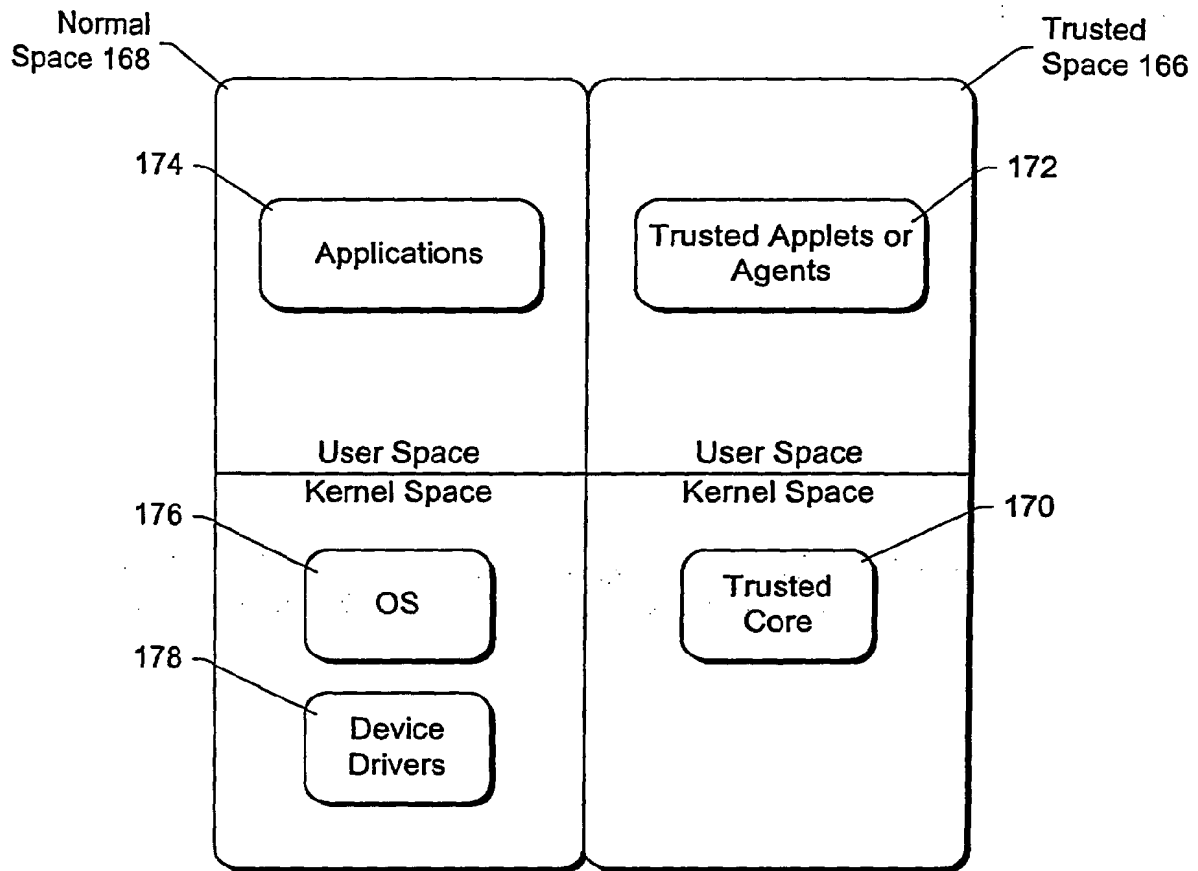 Normal
Space 168
Trusted
Space 166
174
172
Applications
Trusted Applets or
Agents
User Space
User Space
Kernel Space
Kernel Space
176
170
OS
Trusted
Core
178
Device
Drivers